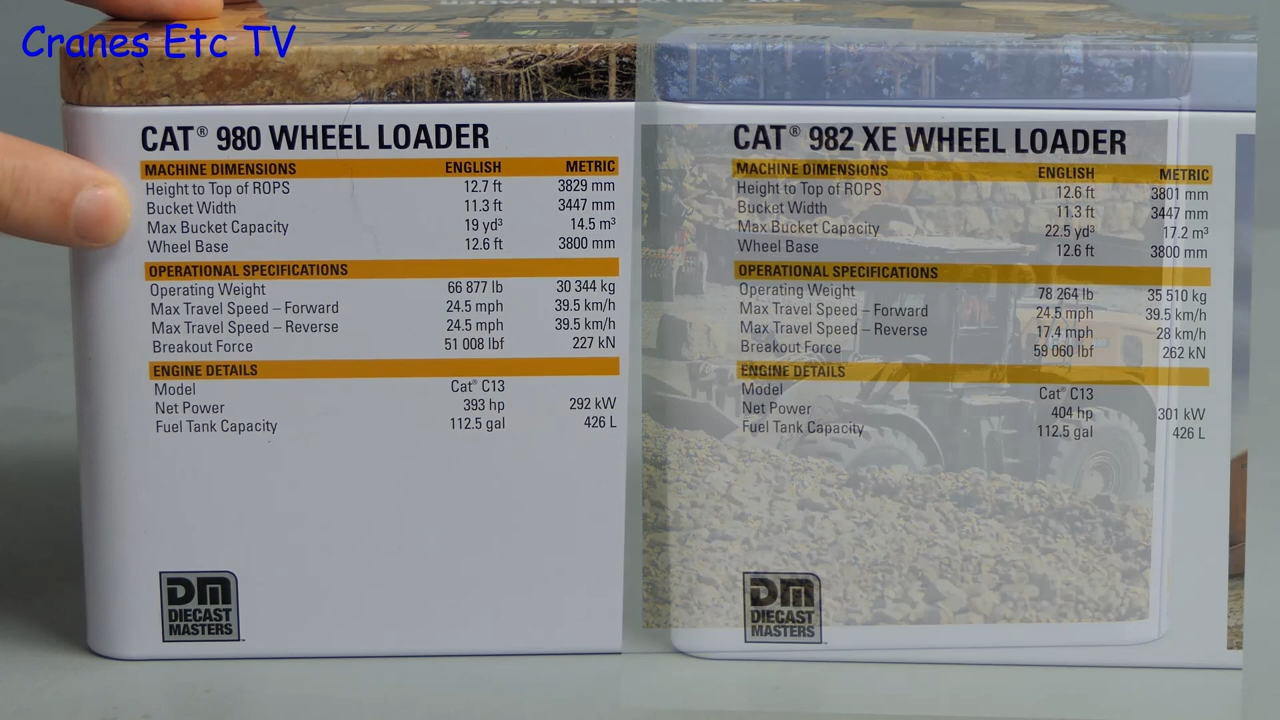 Cranes Etc TV
CAT® 980 WHEEL LOADER
MACHINE DIMENSIONS ENGLISH METRIC
Height to Top of ROPS 12.7 ft 3829 mm
Bucket Width 11.3 ft 3447 mm
Max Bucket Capacity 19 yd³ 14.5 m³
Wheel Base 12.6 ft 3800 mm
OPERATIONAL SPECIFICATIONS
Operating Weight 66 877 lb 30 344 kg
Max Travel Speed – Forward 24.5 mph 39.5 km/h
Max Travel Speed – Reverse 24.5 mph 39.5 km/h
Breakout Force 51 008 lbf 227 kN
ENGINE DETAILS
Model Cat® C13
Net Power 393 hp 292 kW
Fuel Tank Capacity 112.5 gal 426 L
DM
DIECAST
MASTERS
CAT® 982 XE WHEEL LOADER
MACHINE DIMENSIONS ENGLISH METRIC
Height to Top of ROPS 12.6 ft 3801 mm
Bucket Width 11.3 ft 3447 mm
Max Bucket Capacity 22.5 yd³ 17.2 m³
Wheel Base 12.6 ft 3800 mm
OPERATIONAL SPECIFICATIONS
Operating Weight 78 264 lb 35 510 kg
Max Travel Speed – Forward 24.5 mph 39.5 km/h
Max Travel Speed – Reverse 17.4 mph 28 km/h
Breakout Force 59 060 lbf 262 kN
ENGINE DETAILS
Model Cat® C13
Net Power 404 hp 301 kW
Fuel Tank Capacity 112.5 gal 426 L
DM
DIECAST
MASTERS